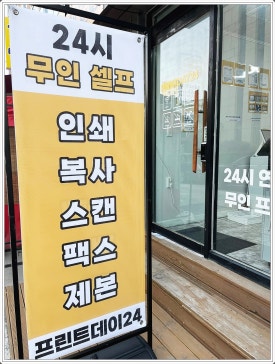 24시
무인 셀프
인쇄
복사
스캔
팩스
제본
프린트데이24
24시 연
무인 프